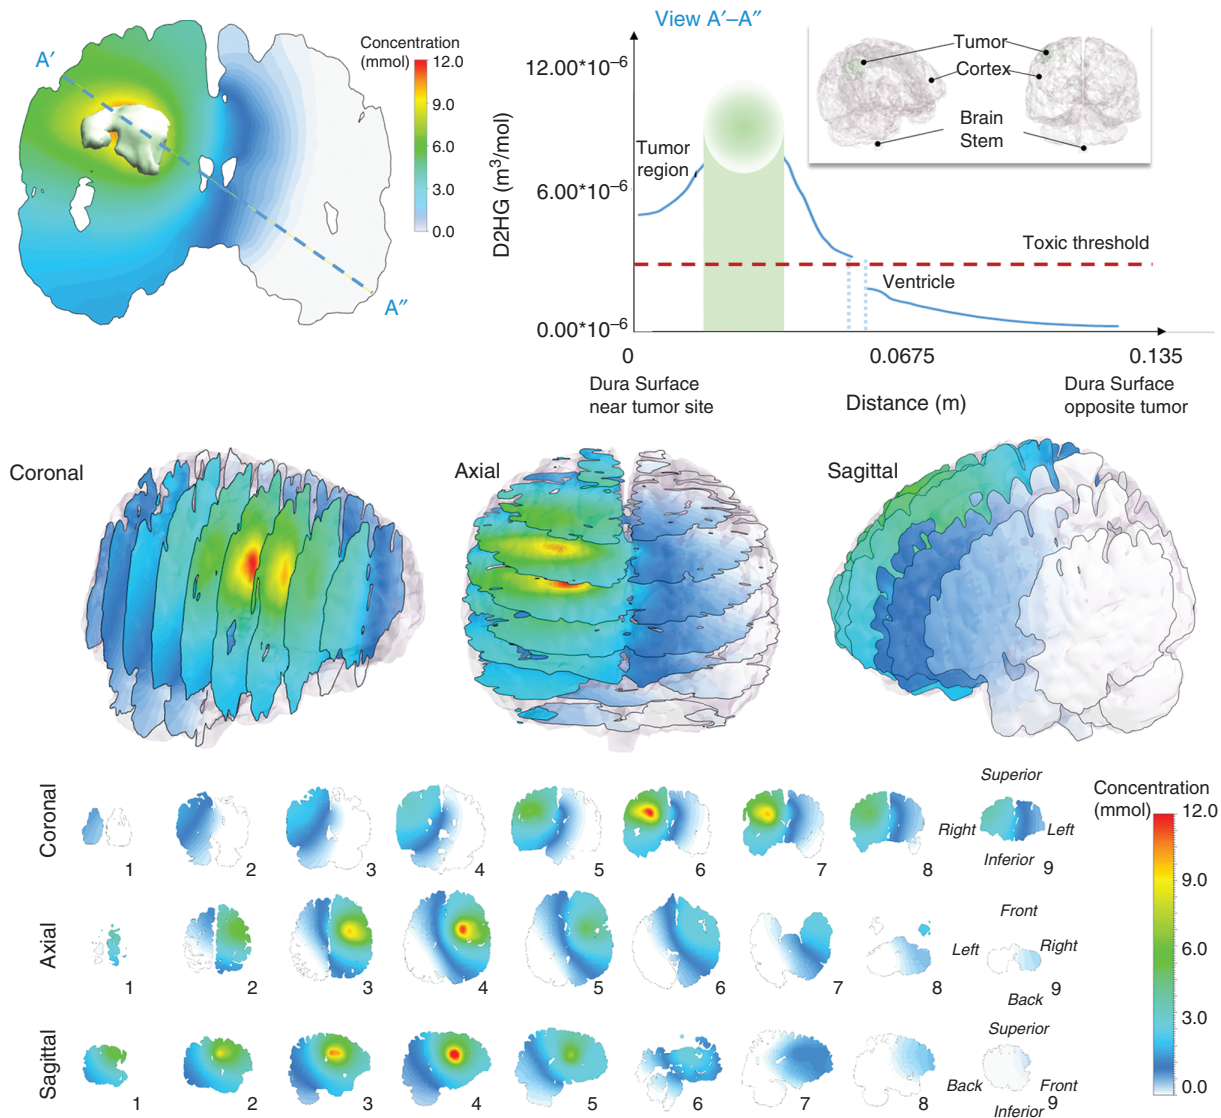 View A′–A″
Concentration
(mmol)
12.0
9.0
6.0
3.0
0.0
A′
A″
D2HG (m³/mol)
12.00*10⁻⁶
6.00*10⁻⁶
0.00*10⁻⁶
Tumor
region
Toxic threshold
Ventricle
Tumor
Cortex
Brain
Stem
0
0.0675
0.135
Dura Surface
near tumor site
Distance (m)
Dura Surface
opposite tumor
Coronal
Axial
Sagittal
Coronal
1
2
3
4
5
6
7
8
9
Superior
Right
Left
Inferior
Axial
1
2
3
4
5
6
7
8
9
Front
Left
Right
Back
Sagittal
1
2
3
4
5
6
7
8
9
Superior
Back
Front
Inferior
Concentration
(mmol)
12.0
9.0
6.0
3.0
0.0